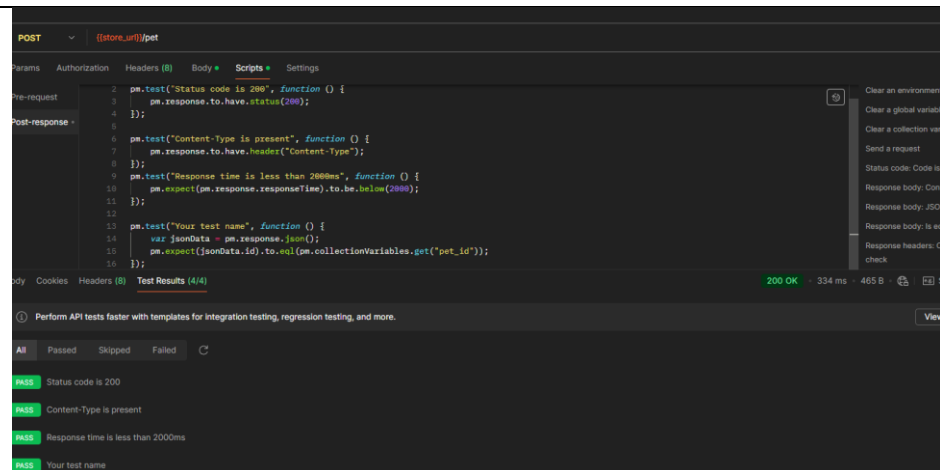 POST {{store_url}}/pet
Params Authorization Headers (8) Body Scripts Settings
Pre-request
Post-response
2 pm.test("Status code is 200", function () {
3 pm.response.to.have.status(200);
4 });
5
6 pm.test("Content-Type is present", function () {
7 pm.response.to.have.header("Content-Type");
8 });
9 pm.test("Response time is less than 2000ms", function () {
10 pm.expect(pm.response.responseTime).to.be.below(2000);
11 });
12
13 pm.test("Your test name", function () {
14 var jsonData = pm.response.json();
15 pm.expect(jsonData.id).to.eql(pm.collectionVariables.get("pet_id"));
16 });
Clear an environment
Clear a global variabl
Clear a collection var
Send a request
Status code: Code is
Response body: Con
Response body: JSO
Response body: Is e
Response headers: C
check
ody Cookies Headers (8) Test Results (4/4) 200 OK · 334 ms · 465 B
Perform API tests faster with templates for integration testing, regression testing, and more. View
All Passed Skipped Failed
PASS Status code is 200
PASS Content-Type is present
PASS Response time is less than 2000ms
PASS Your test name